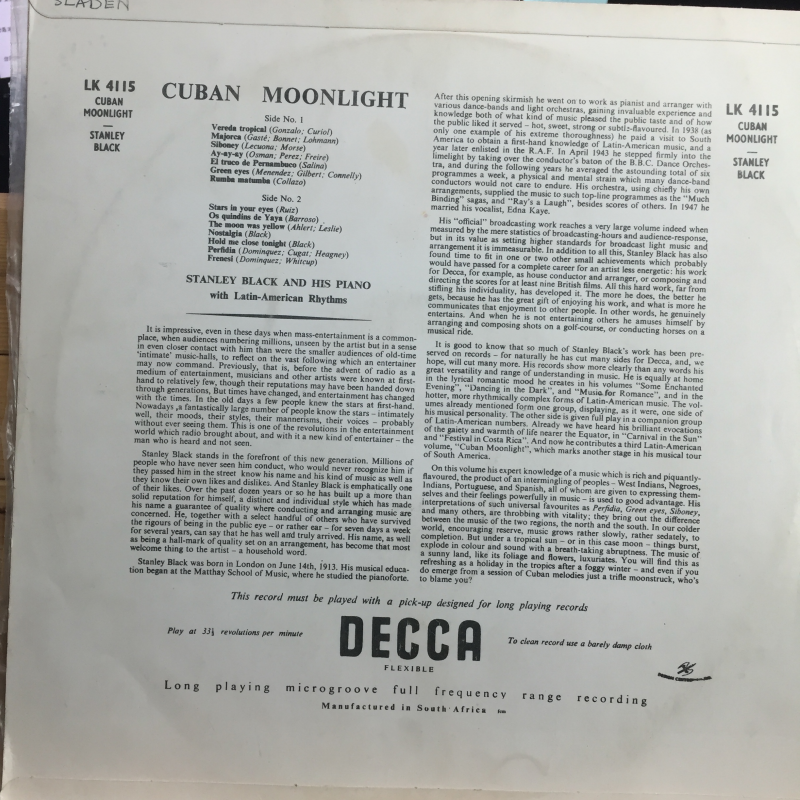 SLADEN
LK 4115
CUBAN
MOONLIGHT
—
STANLEY
BLACK
CUBAN MOONLIGHT
Side No. 1
Vereda tropical (Gonzalo; Curiol)
Majorca (Gasté; Bonnet; Lohmann)
Siboney (Lecuona; Morse)
Ay-ay-ay (Osman; Perez; Freire)
El truco de Pernambuco (Salina)
Green eyes (Menendez; Gilbert; Connelly)
Rumba matumba (Collazo)
Side No. 2
Stars in your eyes (Ruiz)
Os quindins de Yaya (Barroso)
The moon was yellow (Ahlert; Leslie)
Nostalgia (Black)
Hold me close tonight (Black)
Perfidia (Dominquez; Cugat; Heagney)
Frenesi (Dominquez; Whitcup)
STANLEY BLACK AND HIS PIANO
with Latin-American Rhythms
It is impressive, even in these days when mass-entertainment is a common-
place, when audiences numbering millions, unseen by the artist but in a sense
in even closer contact with him than were the smaller audiences of old-time
'intimate' music-halls, to reflect on the vast following which an entertainer
may now command. Previously, that is, before the advent of radio as a
medium of entertainment, musicians and other artists were known at first-
hand to relatively few, though their reputations may have been handed down
through generations, But times have changed, and entertainment has changed
with the times. In the old days a few people knew the stars at first-hand.
Nowadays a fantastically large number of people know the stars – intimately
well, their moods, their styles, their mannerisms, their voices – probably
without ever seeing them. This is one of the revolutions in the entertainment
world which radio brought about, and with it a new kind of entertainer – the
man who is heard and not seen.
Stanley Black stands in the forefront of this new generation. Millions of
people who have never seen him conduct, who would never recognize him if
they passed him in the street know his name and his kind of music as well as
they know their own likes and dislikes. And Stanley Black is emphatically one
of their likes. Over the past dozen years or so he has built up a more than
solid reputation for himself, a distinct and individual style which has made
his name a guarantee of quality where conducting and arranging music are
concerned. He, together with a select handful of others who have survived
the rigours of being in the public eye – or rather ear – for seven days a week
for several years, can say that he has well and truly arrived. His name, as well
as being a hall-mark of quality set on an arrangement, has become that most
welcome thing to the artist – a household word.
Stanley Black was born in London on June 14th, 1913. His musical educa-
tion began at the Matthay School of Music, where he studied the pianoforte.
After this opening skirmish he went on to work as pianist and arranger with
various dance-bands and light orchestras, gaining invaluable experience and
knowledge both of what kind of music pleased the public taste and of how
the public liked it served – hot, sweet, strong or subtle-flavoured. In 1938 (as
only one example of his extreme thoroughness) he paid a visit to South
America to obtain a first-hand knowledge of Latin-American music, and a
year later enlisted in the R.A.F. In April 1943 he stepped firmly into the
limelight by taking over the conductor's baton of the B.B.C. Dance Orches-
tra, and during the following years he averaged the astounding total of six
programmes a week, a physical and mental strain which many dance-band
conductors would not care to endure. His orchestra, using chiefly his own
arrangements, supplied the music to such top-line programmes as the "Much
Binding" sagas, and "Ray's a Laugh", besides scores of others. In 1947 he
married his vocalist, Edna Kaye.
His "official" broadcasting work reaches a very large volume indeed when
measured by the mere statistics of broadcasting-hours and audience-response,
but in its value as setting higher standards for broadcast light music and
arrangement it is immeasurable. In addition to all this, Stanley Black has also
found time to fit in one or two other small achievements which probably
would have passed for a complete career for an artist less energetic: his work
for Decca, for example, as house conductor and arranger, or composing and
directing the scores for at least nine British films. All this hard work, far from
stifling his individuality, has developed it. The more he does, the better he
gets, because he has the great gift of enjoying his work, and what is more he
communicates that enjoyment to other people. In other words, he genuinely
entertains. And when he is not entertaining others he amuses himself by
arranging and composing shots on a golf-course, or conducting horses on a
musical ride.
It is good to know that so much of Stanley Black's work has been pre-
served on records – for naturally he has cut many sides for Decca, and, we
hope, will cut many more. His records show more clearly than any words his
great versatility and range of understanding in music. He is equally at home
in the lyrical romantic mood he creates in his volumes "Some Enchanted
Evening", "Dancing in the Dark", and "Music for Romance", and in the
hotter, more rhythmically complex forms of Latin-American music. The vol-
umes already mentioned form one group, displaying, as it were, one side of
his musical personality. The other side is given full play in a companion group
of Latin-American numbers. Already we have heard his brilliant evocations
of the gaiety and warmth of life nearer the Equator, in "Carnival in the Sun"
and "Festival in Costa Rica". And now he contributes a third Latin-American
volume, "Cuban Moonlight", which marks another stage in his musical tour
of South America.
On this volume his expert knowledge of a music which is rich and piquantly-
flavoured, the product of an intermingling of peoples – West Indians, Negroes,
Indians, Portuguese, and Spanish, all of whom are given to expressing them-
selves and their feelings powerfully in music – is used to good advantage. His
interpretations of such universal favourites as Perfidia, Green eyes, Siboney,
and many others, are throbbing with vitality; they bring out the difference
between the music of the two regions, the north and the south. In our colder
world, encouraging reserve, music grows rather slowly, rather sedately, to
completion. But under a tropical sun – or in this case moon – things burst,
explode in colour and sound with a breath-taking abruptness. The music of
a sunny land, like its foliage and flowers, luxuriates. You will find this as
refreshing as a holiday in the tropics after a foggy winter – and even if you
do emerge from a session of Cuban melodies just a trifle moonstruck, who's
to blame you?
LK 4115
CUBAN
MOONLIGHT
—
STANLEY
BLACK
This record must be played with a pick-up designed for long playing records
Play at 33⅓ revolutions per minute
DECCA
FLEXIBLE
To clean record use a barely damp cloth
Long playing microgroove full frequency range recording
Manufactured in South Africa